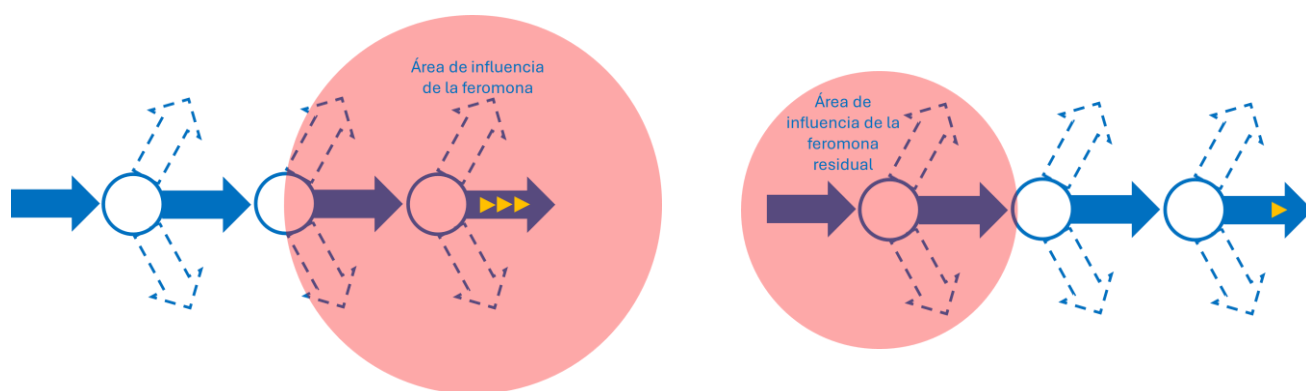 Área de influencia
de la feromona
Área de
influencia de la
feromona
residual